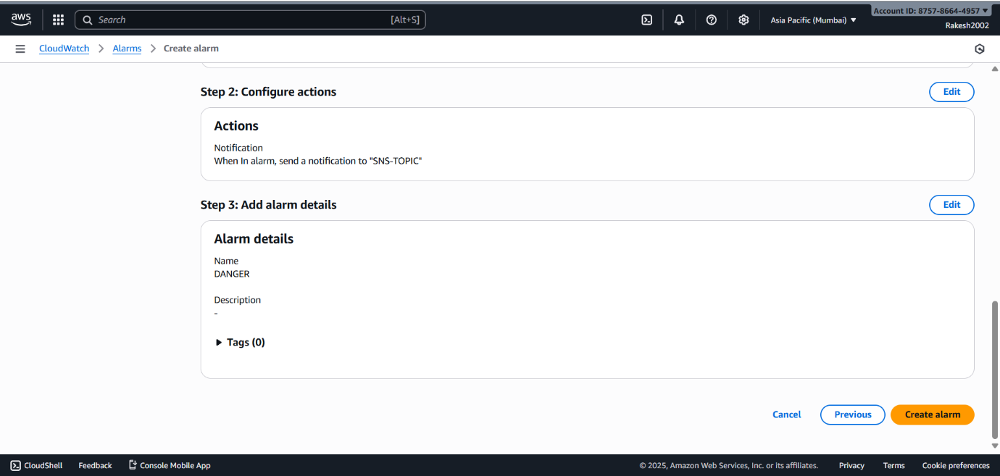 aws
Search
[Alt+S]
Asia Pacific (Mumbai)
Account ID: 8757-8664-4957
Rakesh2002
CloudWatch
Alarms
Create alarm
Step 2: Configure actions
Edit
Actions
Notification
When In alarm, send a notification to "SNS-TOPIC"
Step 3: Add alarm details
Edit
Alarm details
Name
DANGER
Description
-
Tags (0)
Cancel
Previous
Create alarm
CloudShell
Feedback
Console Mobile App
© 2025, Amazon Web Services, Inc. or its affiliates.
Privacy
Terms
Cookie preferences